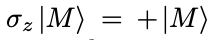 σ_z |M⟩ = +|M⟩